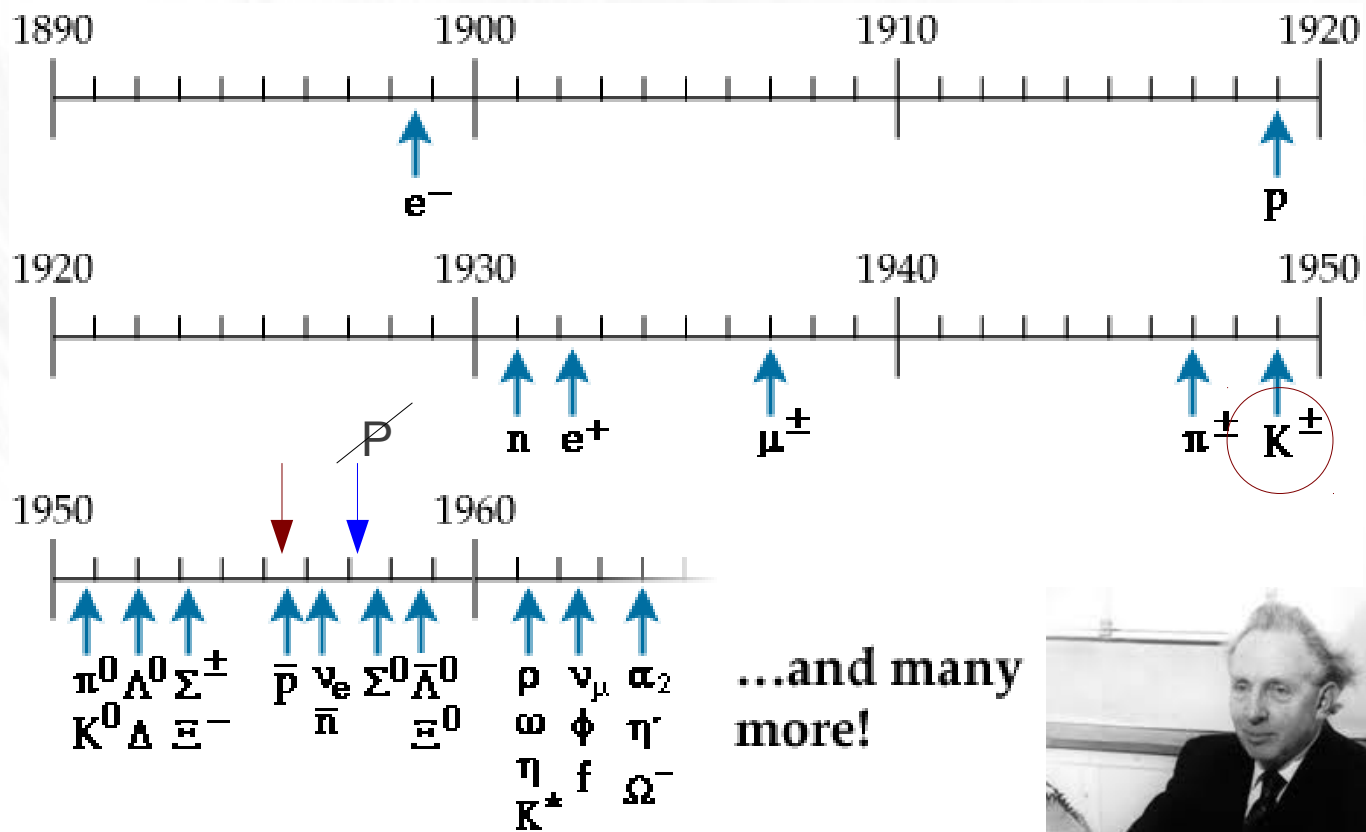 1890 1900 1910 1920
e⁻ p
1920 1930 1940 1950
n e⁺ μ± π± K±
P
1950 1960
π⁰ Λ⁰ Σ± p̅ νe Σ⁰ Λ̅⁰ ρ νμ α₂
K⁰ Δ Ξ⁻ n̅ Ξ⁰ ω ϕ η′
η f Ω⁻
K*
...and many
more!